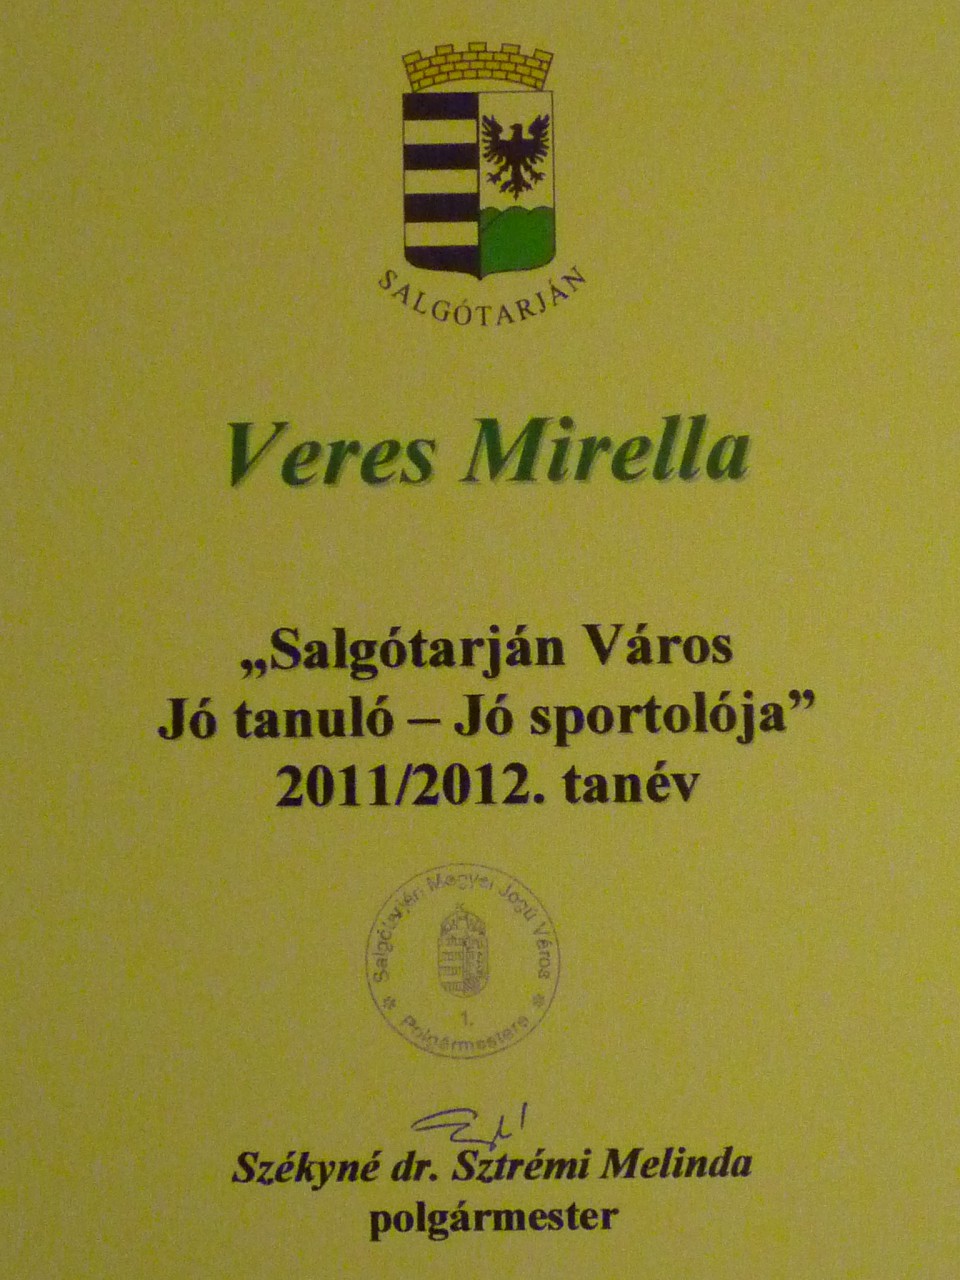 SALGÓTARJÁN
Veres Mirella
„Salgótarján Város
Jó tanuló – Jó sportolója”
2011/2012. tanév
Salgótarján Megyei Jogú Város
1.
Polgármestere
Székyné dr. Sztrémi Melinda
polgármester